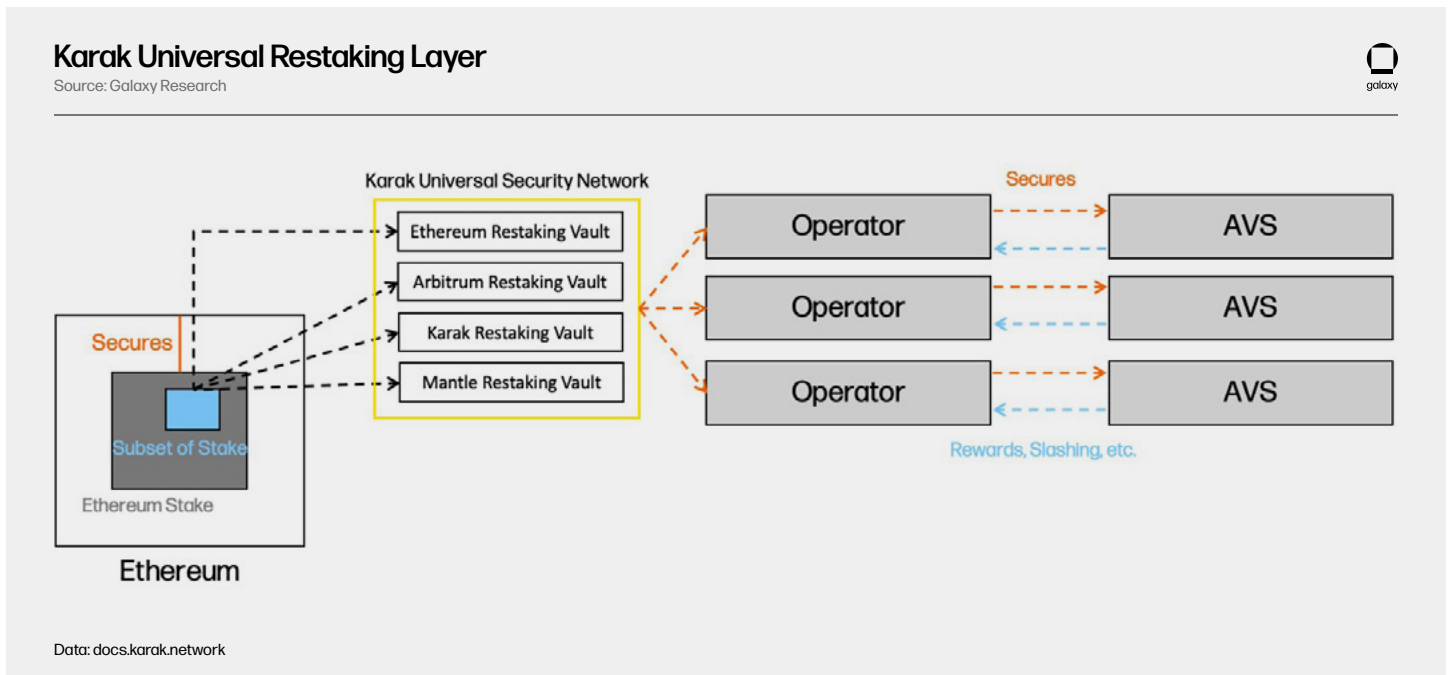 Karak Universal Restaking Layer
Source: Galaxy Research
galaxy
Karak Universal Security Network
Ethereum Restaking Vault
Arbitrum Restaking Vault
Karak Restaking Vault
Mantle Restaking Vault
Secures
Subset of Stake
Ethereum Stake
Ethereum
Secures
Operator
AVS
Operator
AVS
Operator
AVS
Rewards, Slashing, etc.
Data: docs.karak.network